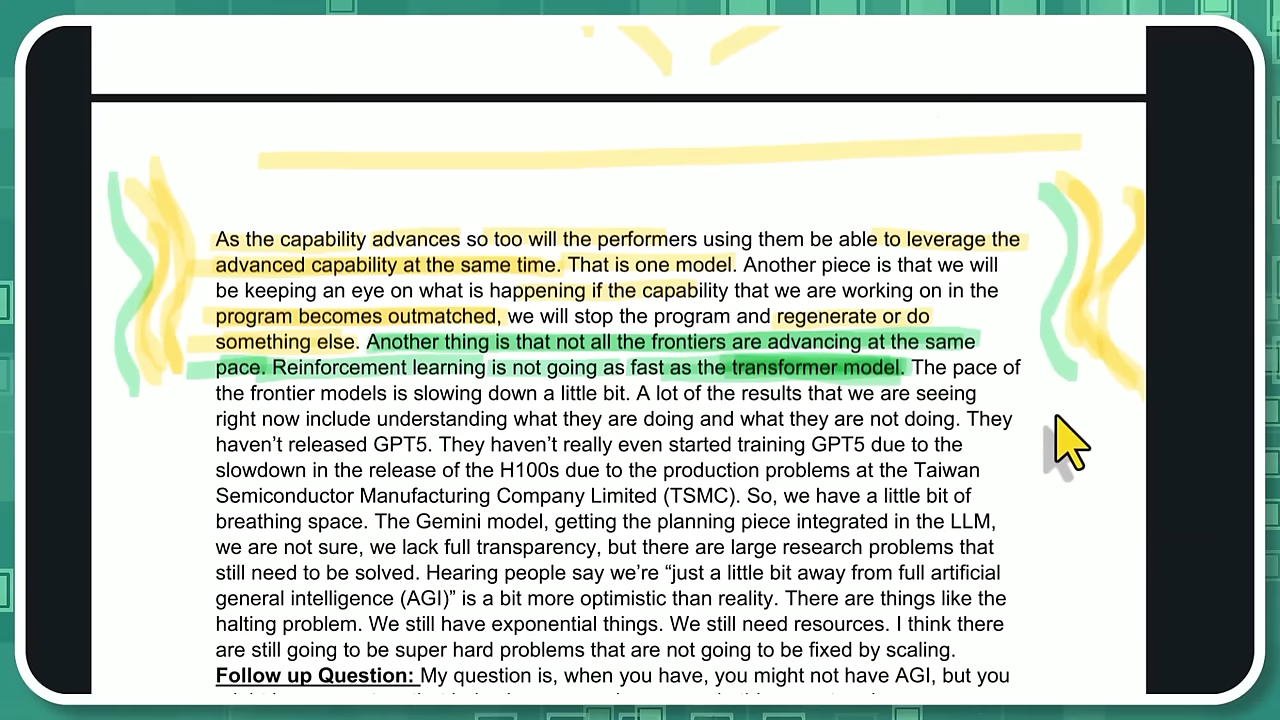 As the capability advances so too will the performers using them be able to leverage the
advanced capability at the same time. That is one model. Another piece is that we will
be keeping an eye on what is happening if the capability that we are working on in the
program becomes outmatched, we will stop the program and regenerate or do
something else. Another thing is that not all the frontiers are advancing at the same
pace. Reinforcement learning is not going as fast as the transformer model. The pace of
the frontier models is slowing down a little bit. A lot of the results that we are seeing
right now include understanding what they are doing and what they are not doing. They
haven’t released GPT5. They haven’t really even started training GPT5 due to the
slowdown in the release of the H100s due to the production problems at the Taiwan
Semiconductor Manufacturing Company Limited (TSMC). So, we have a little bit of
breathing space. The Gemini model, getting the planning piece integrated in the LLM,
we are not sure, we lack full transparency, but there are large research problems that
still need to be solved. Hearing people say we’re “just a little bit away from full artificial
general intelligence (AGI)” is a bit more optimistic than reality. There are things like the
halting problem. We still have exponential things. We still need resources. I think there
are still going to be super hard problems that are not going to be fixed by scaling.
Follow up Question: My question is, when you have, you might not have AGI, but you